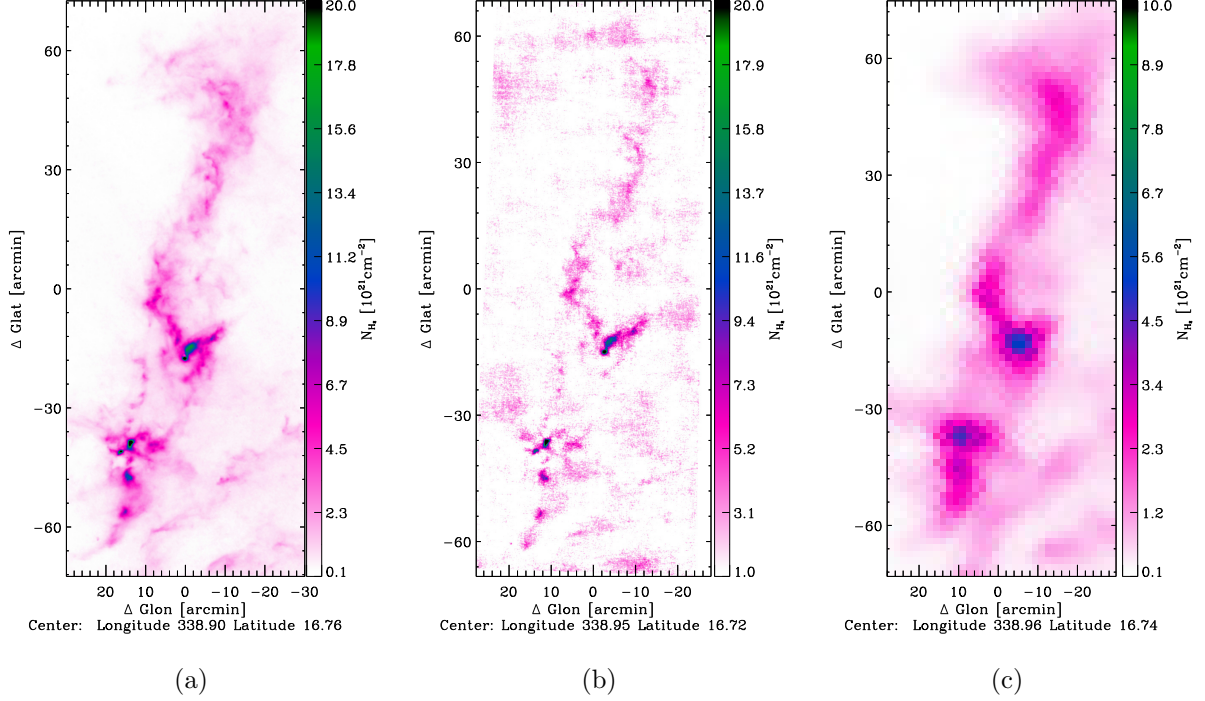 60
30
0
−30
−60
Δ Glat [arcmin]
20 10 0 −10 −20 −30
Δ Glon [arcmin]
Center: Longitude 338.90 Latitude 16.76
20.0
17.8
15.6
13.4
11.2
8.9
6.7
4.5
2.3
0.1
N_H₂ [10²¹cm⁻²]
(a)
60
30
0
−30
−60
Δ Glat [arcmin]
20 10 0 −10 −20
Δ Glon [arcmin]
Center: Longitude 338.95 Latitude 16.72
20.0
17.9
15.8
13.7
11.6
9.4
7.3
5.2
3.1
1.0
N_H₂ [10²¹cm⁻²]
(b)
60
30
0
−30
−60
Δ Glat [arcmin]
20 10 0 −10 −20
Δ Glon [arcmin]
Center: Longitude 338.96 Latitude 16.74
10.0
8.9
7.8
6.7
5.6
4.5
3.4
2.3
1.2
0.1
N_H₂ [10²¹cm⁻²]
(c)